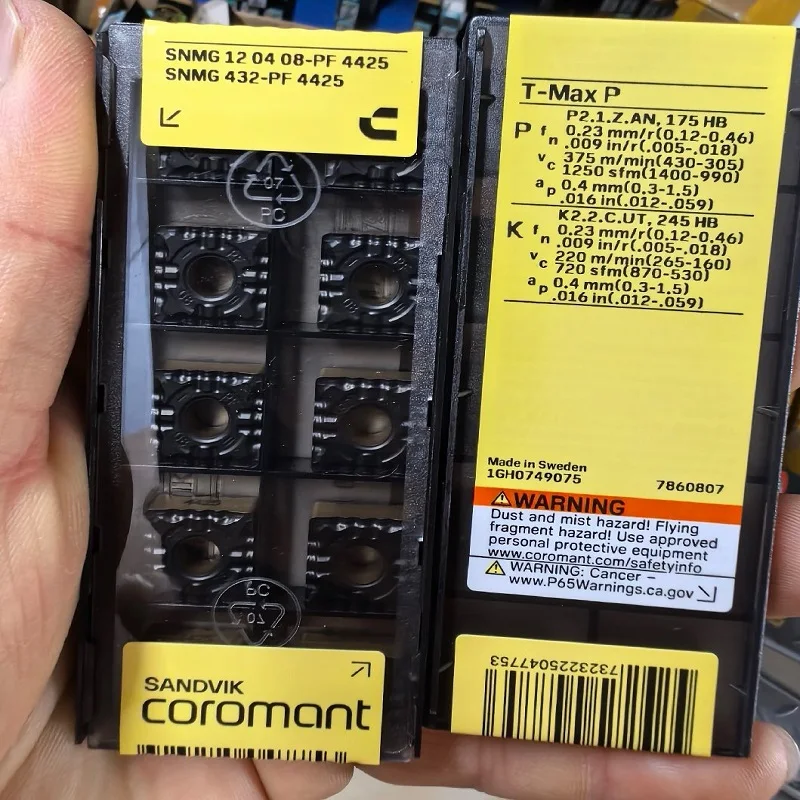 SNMG 12 04 08-PF 4425
SNMG 432-PF 4425
07
PC
PC
07
SANDVIK
coromant
T-Max P
P2.1.Z.AN, 175 HB
P fn 0.23 mm/r(0.12-0.46)
.009 in/r(.005-.018)
vc 375 m/min(430-305)
1250 sfm(1400-990)
ap 0.4 mm(0.3-1.5)
.016 in(.012-.059)
K2.2.C.UT, 245 HB
K fn 0.23 mm/r(0.12-0.46)
.009 in/r(.005-.018)
vc 220 m/min(265-160)
720 sfm(870-530)
ap 0.4 mm(0.3-1.5)
.016 in(.012-.059)
Made in Sweden
1GH0749075 7860807
⚠WARNING
Dust and mist hazard! Flying
fragment hazard! Use approved
personal protective equipment
www.coromant.com/safetyinfo
⚠ WARNING: Cancer –
www.P65Warnings.ca.gov
7323225047753